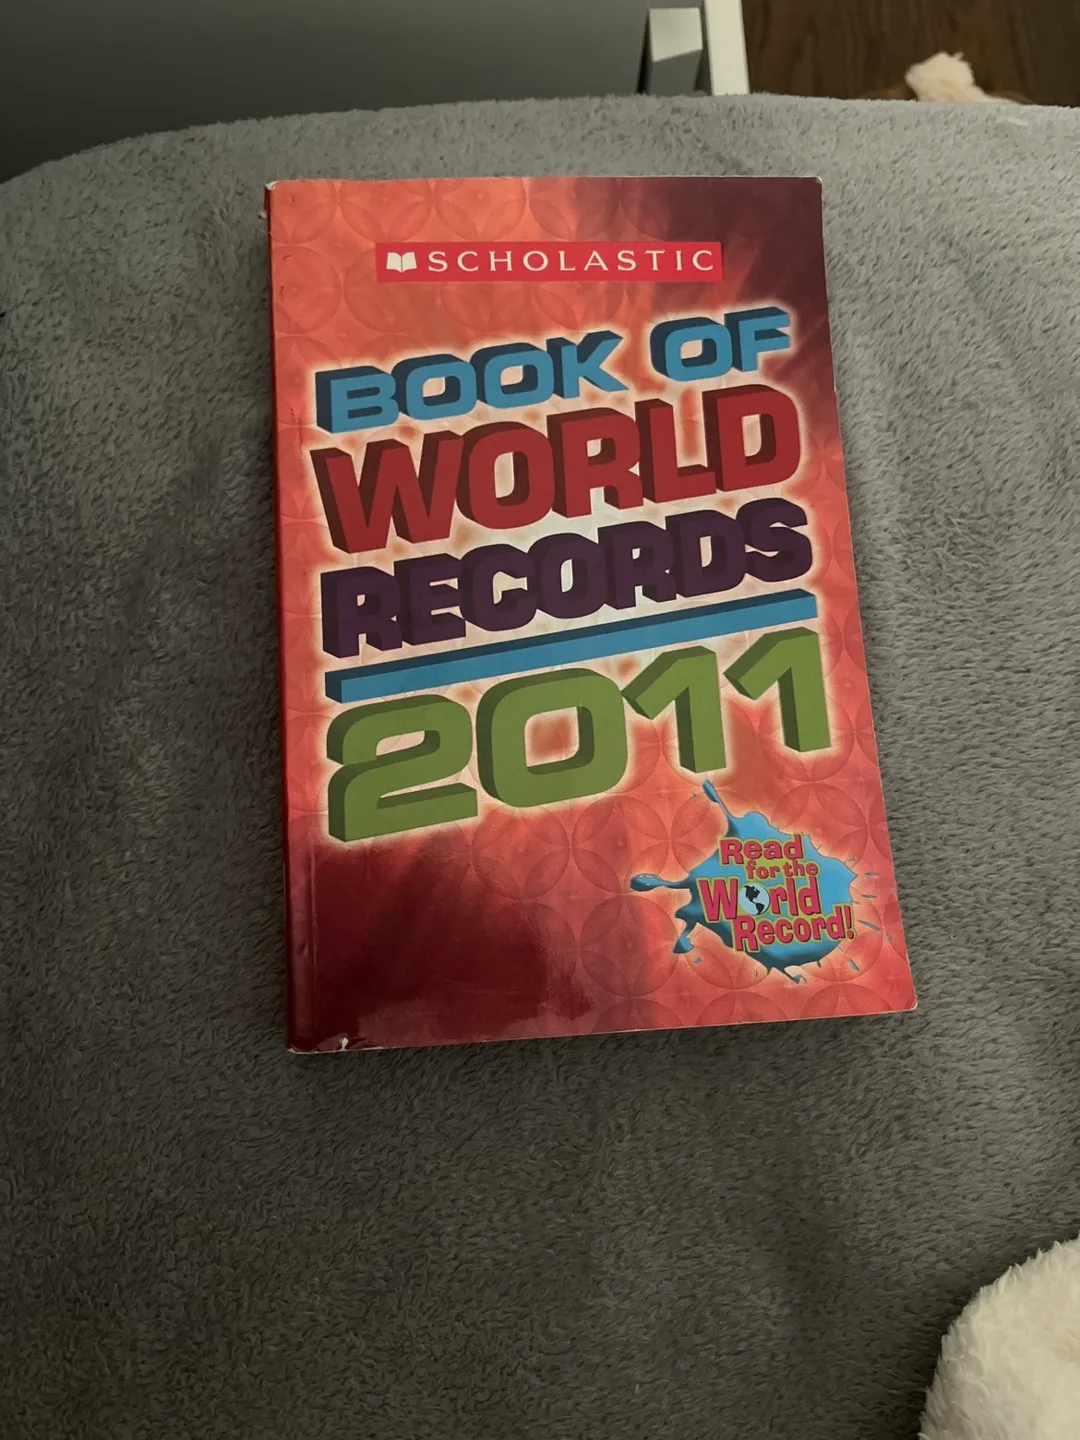 SCHOLASTIC
BOOK OF
WORLD
RECORDS
2011
Read
for the
World
Record!